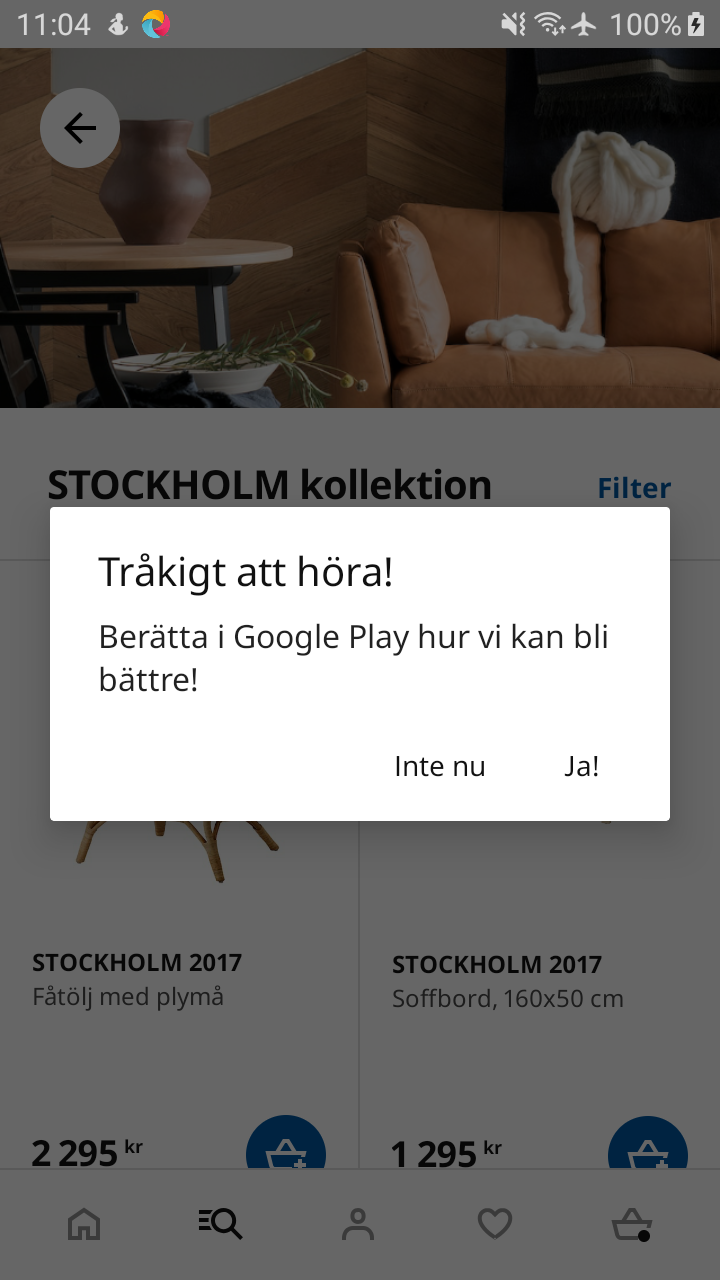 11:04
100%
STOCKHOLM kollektion
Filter
Tråkigt att höra!
Berätta i Google Play hur vi kan bli
bättre!
Inte nu
Ja!
STOCKHOLM 2017
Fåtölj med plymå
2 295 kr
STOCKHOLM 2017
Soffbord, 160x50 cm
1 295 kr